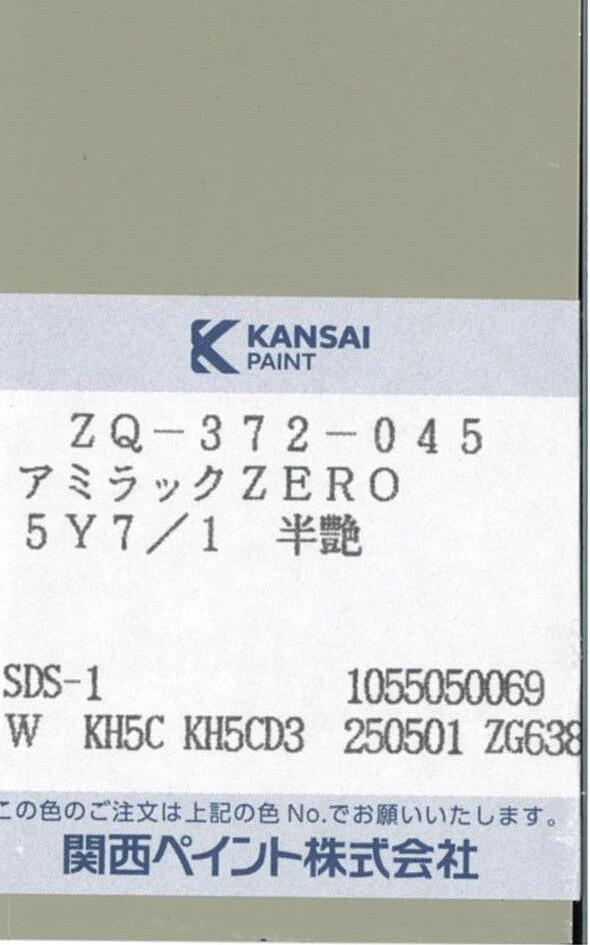 KANSAI
PAINT
ZQ-372-045
アミラックZERO
5Y7/1 半艶
SDS-1 1055050069
W KH5C KH5CD3 250501 ZG638
この色のご注文は上記の色 No.でお願いいたします。
関西ペイント株式会社